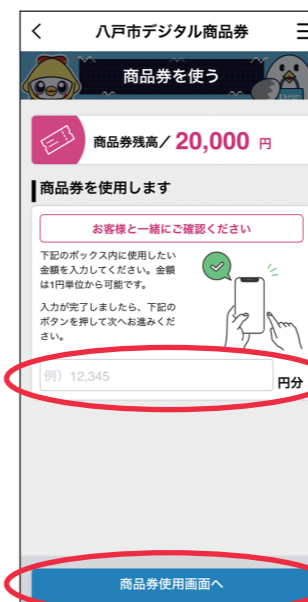 八戸市デジタル商品券
商品券を使う
商品券残高/ 20,000 円
商品券を使用します
お客様と一緒にご確認ください
下記のボックス内に使用したい
金額を入力してください。金額
は1円単位から可能です。
入力が完了しましたら、下記の
ボタンを押して次へお進みくだ
さい。
例）12,345
円分
商品券使用画面へ